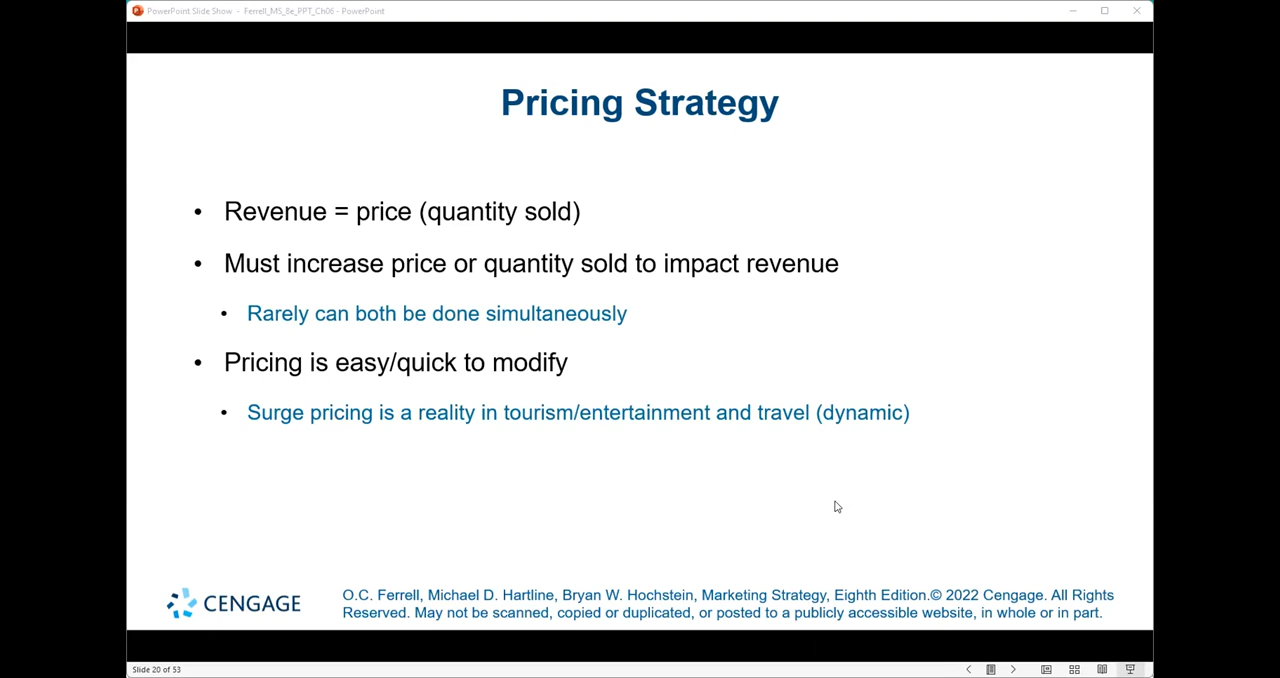 PowerPoint Slide Show - Ferrell_MS_8e_PPT_Ch06 - PowerPoint
Pricing Strategy
• Revenue = price (quantity sold)
• Must increase price or quantity sold to impact revenue
• Rarely can both be done simultaneously
• Pricing is easy/quick to modify
• Surge pricing is a reality in tourism/entertainment and travel (dynamic)
CENGAGE
O.C. Ferrell, Michael D. Hartline, Bryan W. Hochstein, Marketing Strategy, Eighth Edition.© 2022 Cengage. All Rights
Reserved. May not be scanned, copied or duplicated, or posted to a publicly accessible website, in whole or in part.
Slide 20 of 53